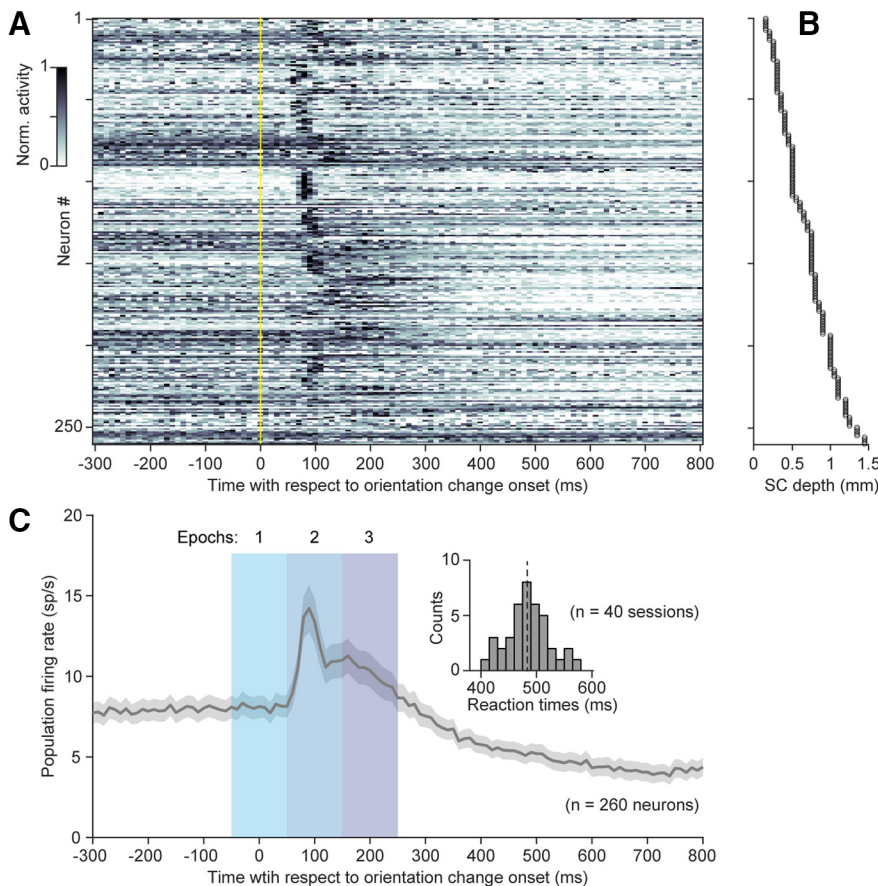 A
B
1
1
Norm. activity
0
Neuron #
250
-300 -200 -100 0 100 200 300 400 500 600 700 800
Time with respect to orientation change onset (ms)
0 0.5 1 1.5
SC depth (mm)
C
20
15
10
5
0
Population firing rate (sp/s)
Epochs: 1 2 3
10
5
0
Counts
(n = 40 sessions)
400 500 600
Reaction times (ms)
(n = 260 neurons)
-300 -200 -100 0 100 200 300 400 500 600 700 800
Time wtih respect to orientation change onset (ms)